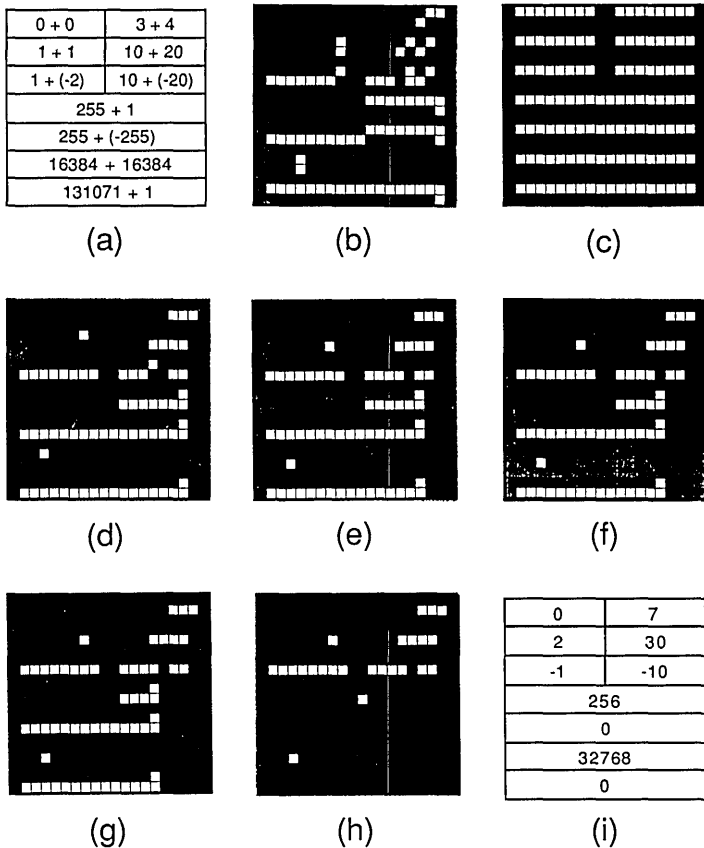 0 + 0 3 + 4
1 + 1 10 + 20
1 + (-2) 10 + (-20)
255 + 1
255 + (-255)
16384 + 16384
131071 + 1
(a) (b) (c)
(d) (e) (f)
0 7
2 30
-1 -10
256
0
32768
0
(g) (h) (i)